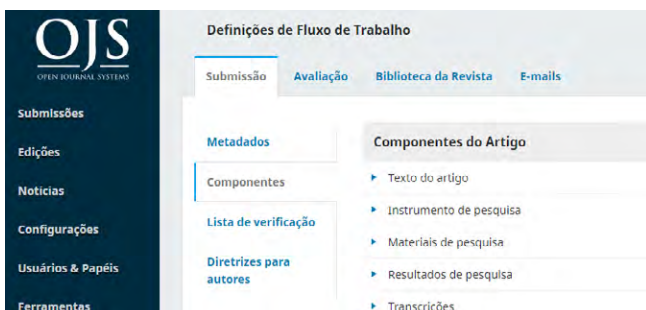 OJS
OPEN JOURNAL SYSTEMS
Submissões
Edições
Notícias
Configurações
Usuários & Papéis
Ferramentas
Definições de Fluxo de Trabalho
Submissão
Avaliação
Biblioteca da Revista
E-mails
Metadados
Componentes
Lista de verificação
Diretrizes para
autores
Componentes do Artigo
Texto do artigo
Instrumento de pesquisa
Materiais de pesquisa
Resultados de pesquisa
Transcrições